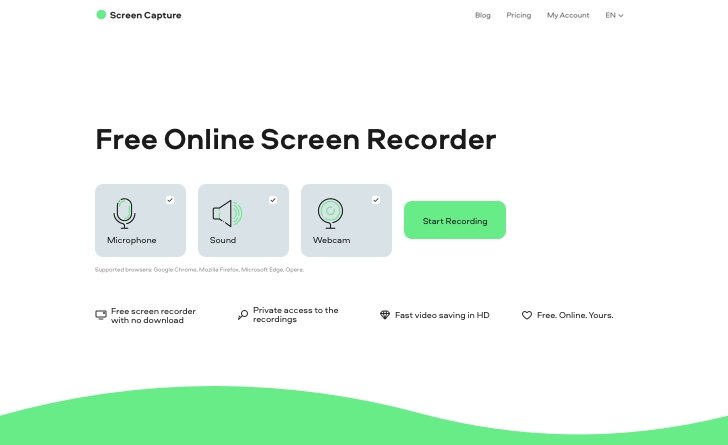 Screen Capture
Blog
Pricing
My Account
EN
Free Online Screen Recorder
Microphone
Sound
Webcam
Start Recording
Supported browsers: Google Chrome, Mozilla Firefox, Microsoft Edge, Opera.
Free screen recorder
with no download
Private access to the
recordings
Fast video saving in HD
Free. Online. Yours.